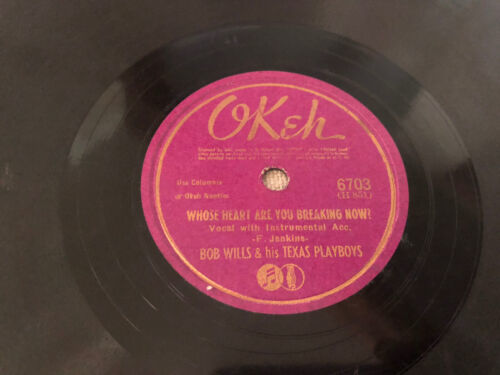 OKeh
Use Columbia
or Okeh Needles
6703
(H 851)
WHOSE HEART ARE YOU BREAKING NOW?
Vocal with Instrumental Acc.
-F. Jenkins-
BOB WILLS & his TEXAS PLAYBOYS